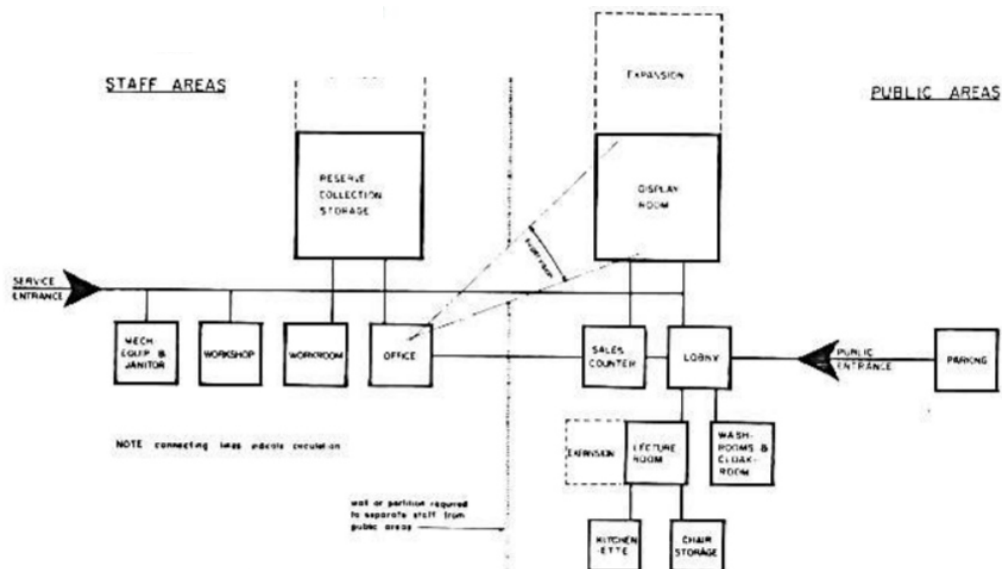 STAFF AREAS
EXPANSION
PUBLIC AREAS
RESERVE
COLLECTION
STORAGE
DISPLAY
ROOM
supervision
SERVICE
ENTRANCE
MECH.
EQUIP &
JANITOR
WORKSHOP
WORKROOM
OFFICE
SALES
COUNTER
LOBBY
PUBLIC
ENTRANCE
PARKING
NOTE connecting lines indicate circulation
EXPANSION
LECTURE
ROOM
WASH-
ROOMS &
CLOAK-
ROOM
wall or partition required
to separate staff from
public areas
KITCHEN
-ETTE
CHAIR
STORAGE